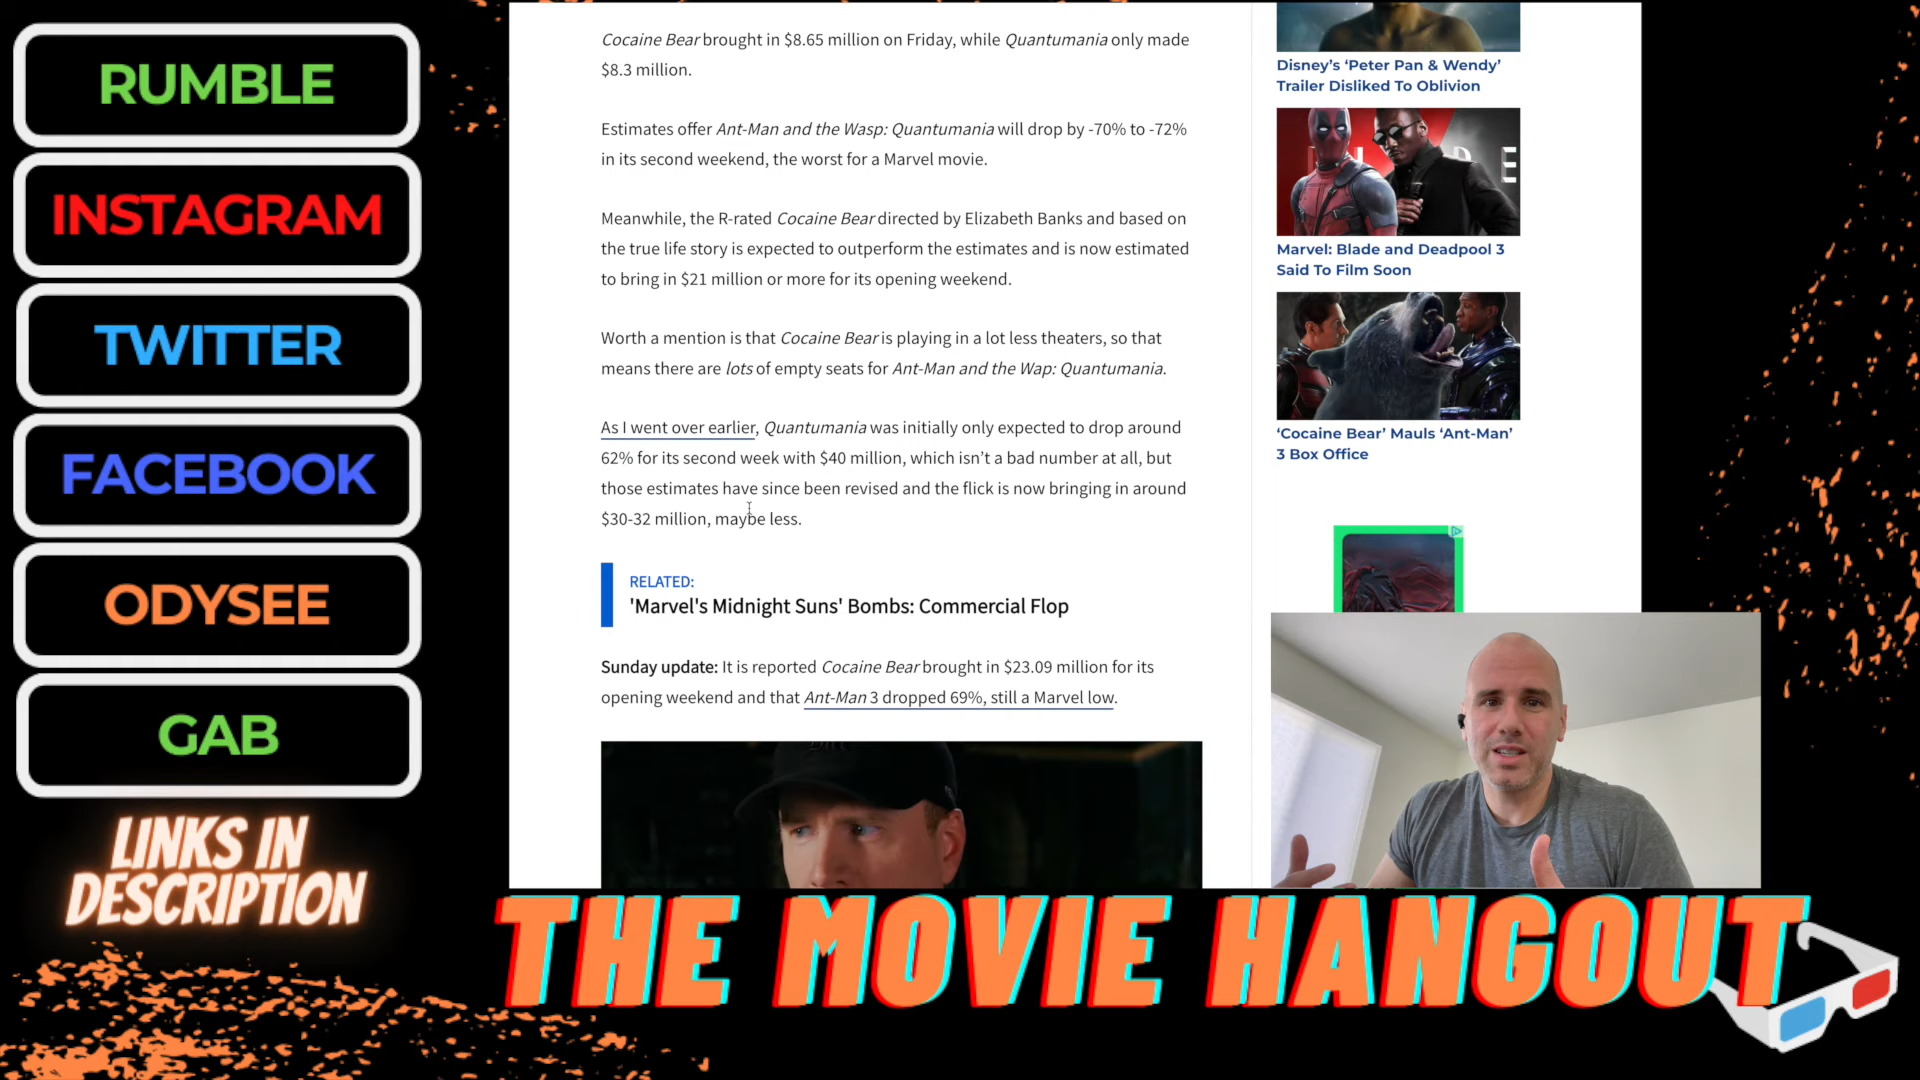 RUMBLE
INSTAGRAM
TWITTER
FACEBOOK
ODYSEE
GAB
LINKS IN
DESCRIPTION
Cocaine Bear brought in $8.65 million on Friday, while Quantumania only made
$8.3 million.
Estimates offer Ant-Man and the Wasp: Quantumania will drop by -70% to -72%
in its second weekend, the worst for a Marvel movie.
Meanwhile, the R-rated Cocaine Bear directed by Elizabeth Banks and based on
the true life story is expected to outperform the estimates and is now estimated
to bring in $21 million or more for its opening weekend.
Worth a mention is that Cocaine Bear is playing in a lot less theaters, so that
means there are lots of empty seats for Ant-Man and the Wap: Quantumania.
As I went over earlier, Quantumania was initially only expected to drop around
62% for its second week with $40 million, which isn’t a bad number at all, but
those estimates have since been revised and the flick is now bringing in around
$30-32 million, maybe less.
RELATED:
'Marvel's Midnight Suns' Bombs: Commercial Flop
Sunday update: It is reported Cocaine Bear brought in $23.09 million for its
opening weekend and that Ant-Man 3 dropped 69%, still a Marvel low.
Disney’s ‘Peter Pan & Wendy’
Trailer Disliked To Oblivion
Marvel: Blade and Deadpool 3
Said To Film Soon
‘Cocaine Bear’ Mauls ‘Ant-Man’
3 Box Office
THE MOVIE HANGOUT